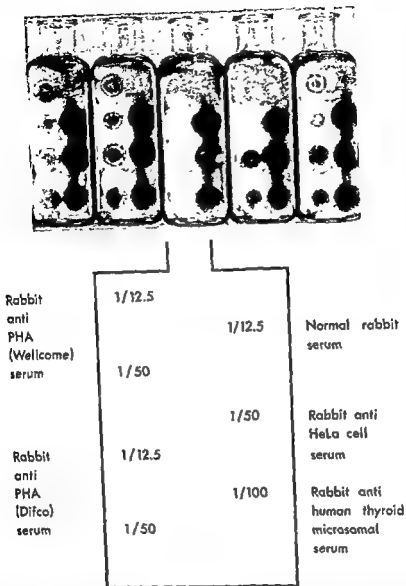 Rabbit
anti
PHA
(Wellcome)
serum
1/12.5
1/50
1/12.5
Normal rabbit
serum
1/50
Rabbit anti
HeLa cell
serum
Rabbit
anti
PHA
(Difco)
serum
1/12.5
1/50
1/100
Rabbit anti
human thyroid
microsomal
serum